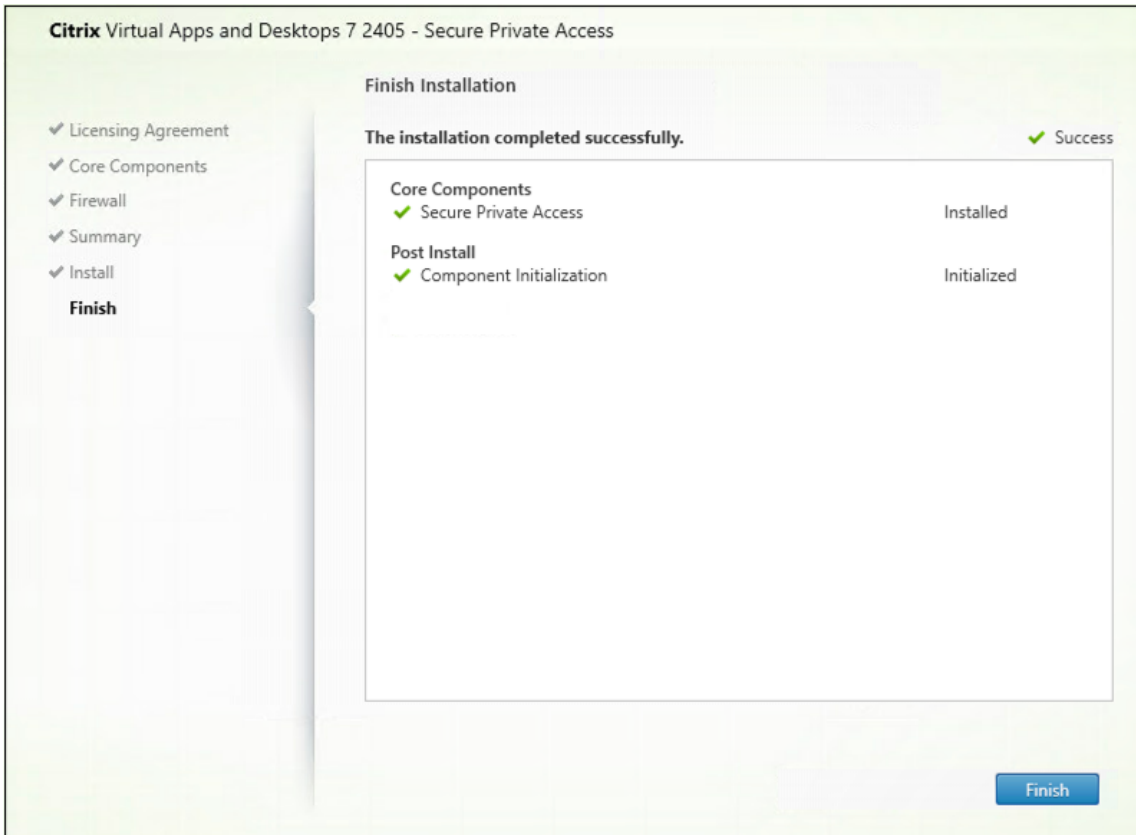 Citrix Virtual Apps and Desktops 7 2405 - Secure Private Access
Licensing Agreement
Core Components
Firewall
Summary
Install
Finish
Finish Installation
The installation completed successfully. Success
Core Components
Secure Private Access Installed
Post Install
Component Initialization Initialized
Finish